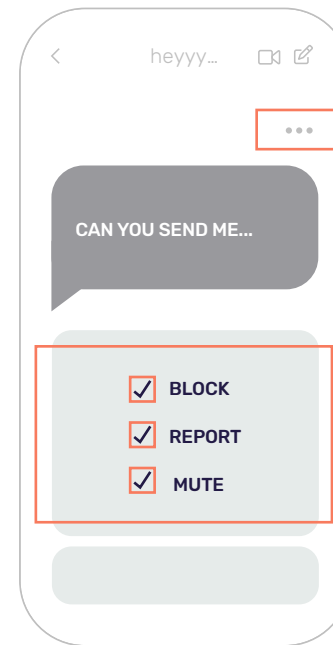 heyyy...
CAN YOU SEND ME...
BLOCK
REPORT
MUTE